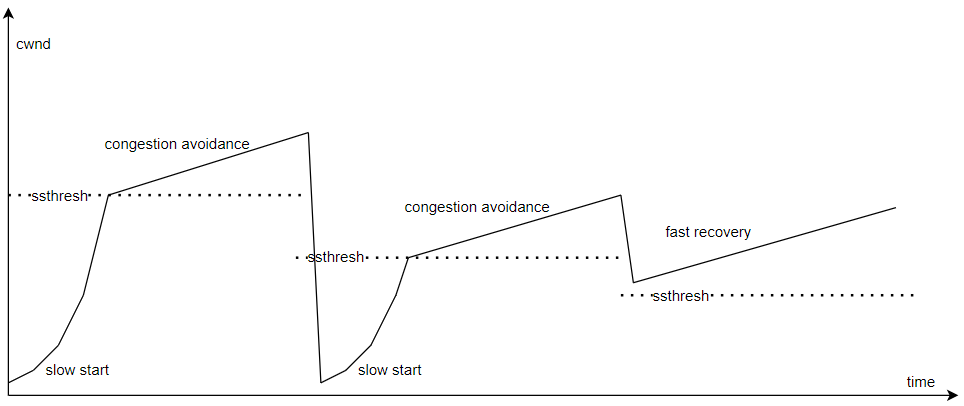 cwnd
congestion avoidance
ssthresh
congestion avoidance
fast recovery
ssthresh
ssthresh
slow start
slow start
time